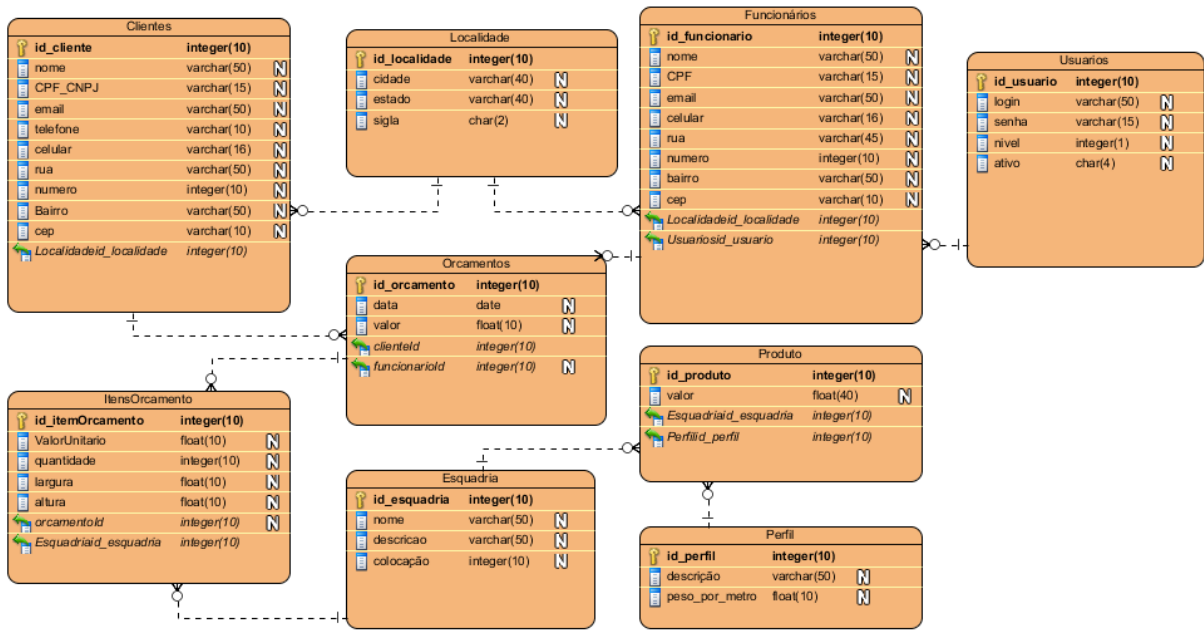 Clientes
id_cliente integer(10)
nome varchar(50) N
CPF_CNPJ varchar(15) N
email varchar(50) N
telefone varchar(10) N
celular varchar(16) N
rua varchar(50) N
numero integer(10) N
Bairro varchar(50) N
cep varchar(10) N
Localidadeid_localidade integer(10)
Localidade
id_localidade integer(10)
cidade varchar(40) N
estado varchar(40) N
sigla char(2) N
Funcionários
id_funcionario integer(10)
nome varchar(50) N
CPF varchar(15) N
email varchar(50) N
celular varchar(16) N
rua varchar(45) N
numero integer(10) N
bairro varchar(50) N
cep varchar(10) N
Localidadeid_localidade integer(10)
Usuariosid_usuario integer(10)
Usuarios
id_usuario integer(10)
login varchar(50) N
senha varchar(15) N
nivel integer(1) N
ativo char(4) N
Orcamentos
id_orcamento integer(10)
data date N
valor float(10) N
clienteId integer(10)
funcionarioId integer(10) N
Produto
id_produto integer(10)
valor float(40) N
Esquadriaid_esquadria integer(10)
Perfilid_perfil integer(10)
ItensOrcamento
id_itemOrcamento integer(10)
ValorUnitario float(10) N
quantidade integer(10) N
largura float(10) N
altura float(10) N
orcamentoId integer(10) N
Esquadriaid_esquadria integer(10)
Esquadria
id_esquadria integer(10)
nome varchar(50) N
descricao varchar(50) N
colocação integer(10) N
Perfil
id_perfil integer(10)
descrição varchar(50) N
peso_por_metro float(10) N